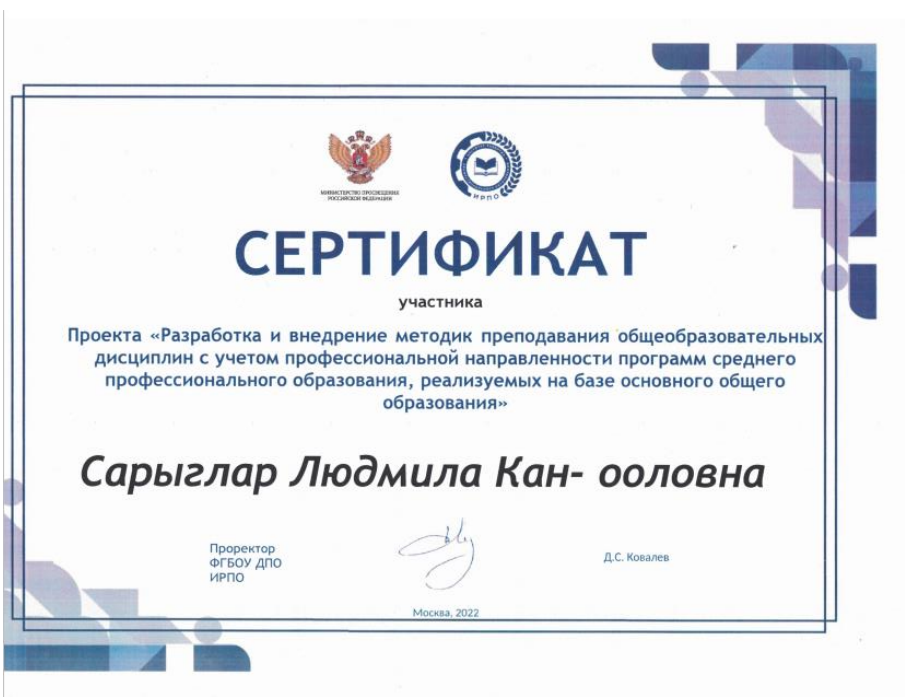 МИНИСТЕРСТВО ПРОСВЕЩЕНИЯ
РОССИЙСКОЙ ФЕДЕРАЦИИ
ИРПО
СЕРТИФИКАТ
участника
Проекта «Разработка и внедрение методик преподавания общеобразовательных
дисциплин с учетом профессиональной направленности программ среднего
профессионального образования, реализуемых на базе основного общего
образования»
Сарыглар Людмила Кан- ооловна
Проректор
ФГБОУ ДПО
ИРПО
Д.С. Ковалев
Москва, 2022